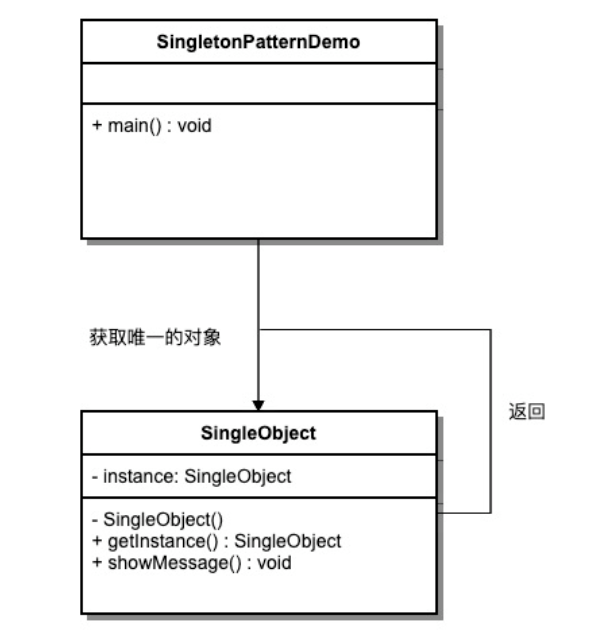 SingletonPatternDemo
+ main() : void
获取唯一的对象
返回
SingleObject
- instance: SingleObject
- SingleObject()
+ getInstance() : SingleObject
+ showMessage() : void